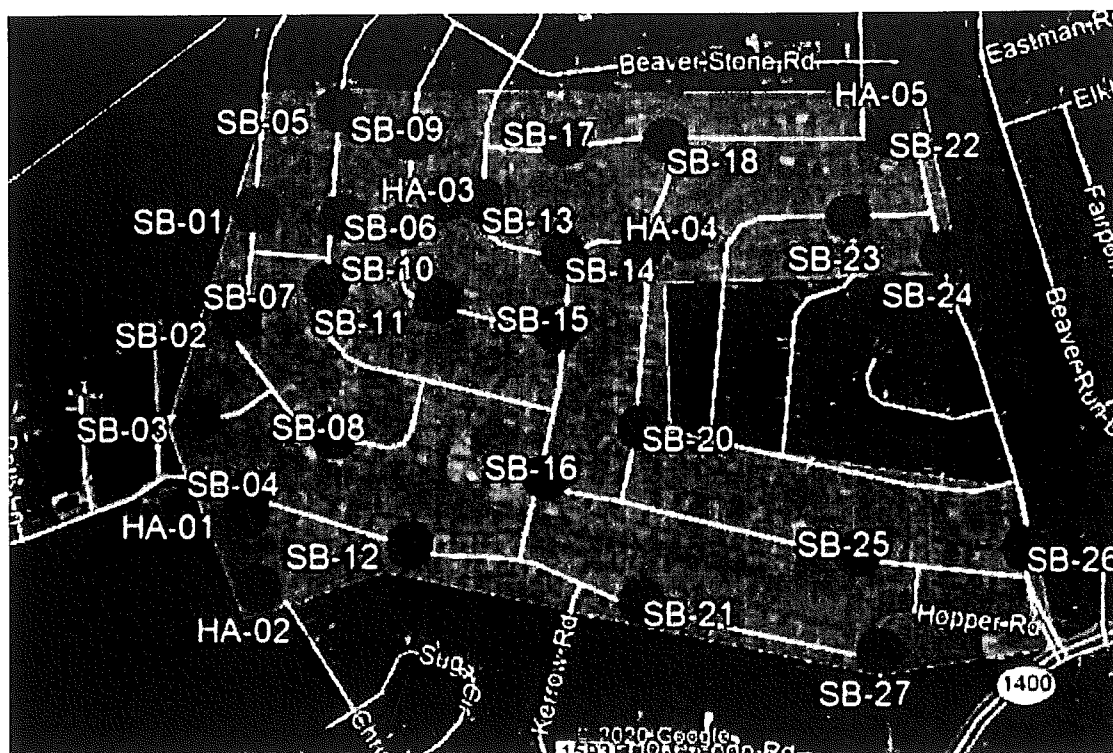 Eastman R
Beaver-Stone Rd
HA-05
SB-05
SB-09
SB-17
SB-18
SB-22
HA-03
SB-01
SB-06
SB-13
HA-04
SB-10
SB-14
SB-23
SB-24
SB-07
SB-02
SB-11
SB-15
SB-03
SB-08
SB-20
SB-16
SB-04
HA-01
SB-12
SB-25
SB-26
HA-02
SB-21
Hopper-Rd
Kerrow-Rd
SB-27
1400
© 2020 Google